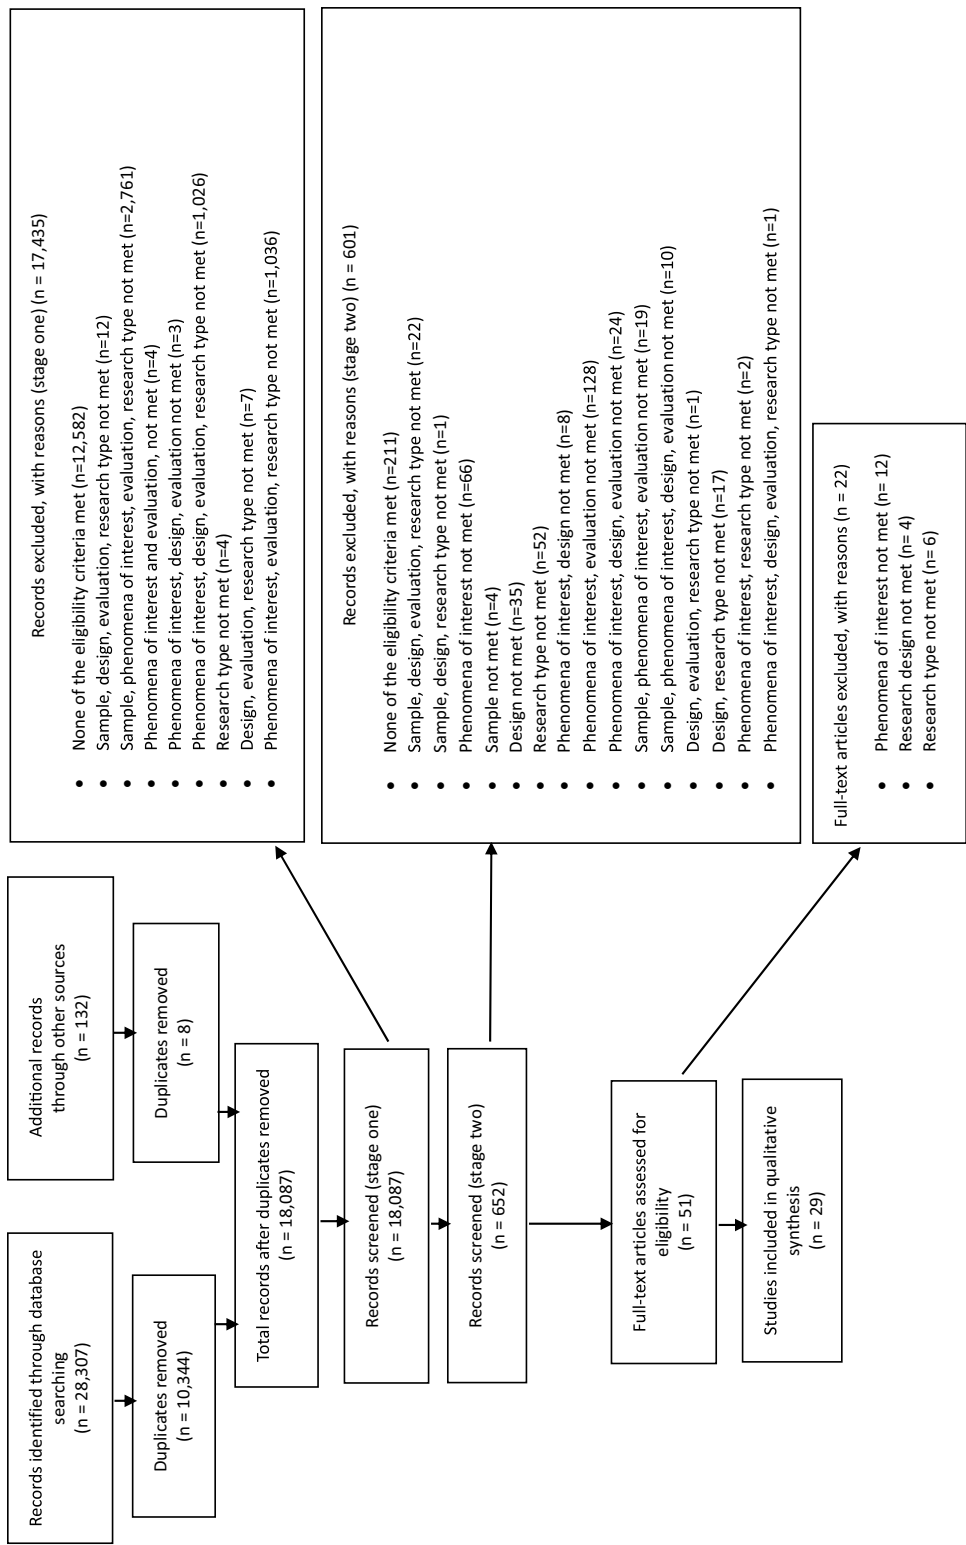 Records identified through database
searching
(n = 28,307)
Additional records
through other sources
(n = 132)
Duplicates removed
(n = 10,344)
Duplicates removed
(n = 8)
Total records after duplicates removed
(n = 18,087)
Records screened (stage one)
(n = 18,087)
Records excluded, with reasons (stage one) (n = 17,435)
• None of the eligibility criteria met (n=12,582)
• Sample, design, evaluation, research type not met (n=12)
• Sample, phenomena of interest, evaluation, research type not met (n=2,761)
• Phenomena of interest and evaluation, not met (n=4)
• Phenomena of interest, design, evaluation not met (n=3)
• Phenomena of interest, design, evaluation, research type not met (n=1,026)
• Research type not met (n=4)
• Design, evaluation, research type not met (n=7)
• Phenomena of interest, evaluation, research type not met (n=1,036)
Records screened (stage two)
(n = 652)
Records excluded, with reasons (stage two) (n = 601)
• None of the eligibility criteria met (n=211)
• Sample, design, evaluation, research type not met (n=22)
• Sample, design, research type not met (n=1)
• Phenomena of interest not met (n=66)
• Sample not met (n=4)
• Design not met (n=35)
• Research type not met (n=52)
• Phenomena of interest, design not met (n=8)
• Phenomena of interest, evaluation not met (n=128)
• Phenomena of interest, design, evaluation not met (n=24)
• Sample, phenomena of interest, evaluation not met (n=19)
• Sample, phenomena of interest, design, evaluation not met (n=10)
• Design, evaluation, research type not met (n=1)
• Design, research type not met (n=17)
• Phenomena of interest, research type not met (n=2)
• Phenomena of interest, design, evaluation, research type not met (n=1)
Full-text articles assessed for
eligibility
(n = 51)
Full-text articles excluded, with reasons (n = 22)
• Phenomena of interest not met (n= 12)
• Research design not met (n= 4)
• Research type not met (n= 6)
Studies included in qualitative
synthesis
(n = 29)